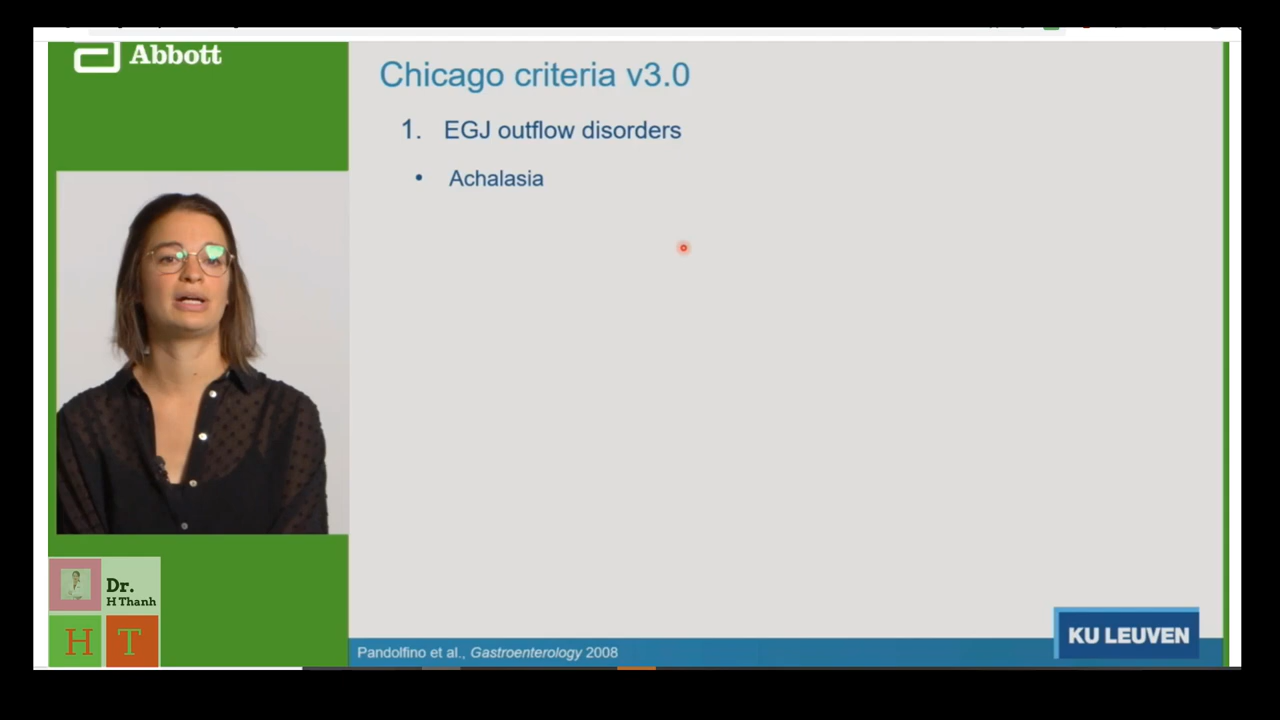 Abbott
Chicago criteria v3.0
1. EGJ outflow disorders
• Achalasia
Dr.
H Thanh
H T
KU LEUVEN
Pandolfino et al., Gastroenterology 2008